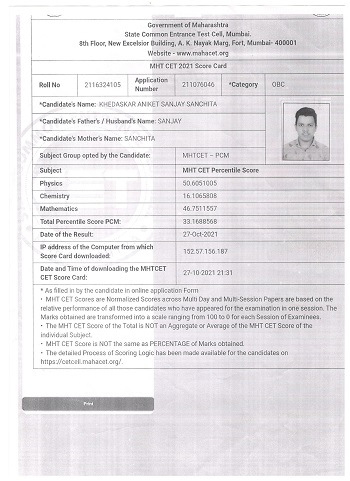 Government of Maharashtra
State Common Entrance Test Cell, Mumbai.
8th Floor, New Excelsior Building, A. K. Nayak Marg, Fort, Mumbai- 400001
Website - www.mahacet.org
MHT CET 2021 Score Card
Roll No 2116324105 Application Number 211076046 *Category OBC
*Candidate's Name: KHEDASKAR ANIKET SANJAY SANCHITA
*Candidate's Father's / Husband's Name: SANJAY
*Candidate's Mother's Name: SANCHITA
Subject Group opted by the Candidate: MHTCET – PCM
Subject MHT CET Percentile Score
Physics 50.6051005
Chemistry 16.1065808
Mathematics 46.7511557
Total Percentile Score PCM: 33.1688568
Date of the Result: 27-Oct-2021
IP address of the Computer from which
Score Card downloaded: 152.57.156.187
Date and Time of downloading the MHTCET
CET Score Card: 27-10-2021 21:31
* As filled in by the candidate in online application Form
• MHT CET Scores are Normalized Scores across Multi Day and Multi-Session Papers are based on the
relative performance of all those candidates who have appeared for the examination in one session. The
Marks obtained are transformed into a scale ranging from 100 to 0 for each Session of Examinees.
• The MHT CET Score of the Total is NOT an Aggregate or Average of the MHT CET Score of the
individual Subject.
• MHT CET Score is NOT the same as PERCENTAGE of Marks obtained.
• The detailed Process of Scoring Logic has been made available for the candidates on
https://cetcell.mahacet.org/.
Print